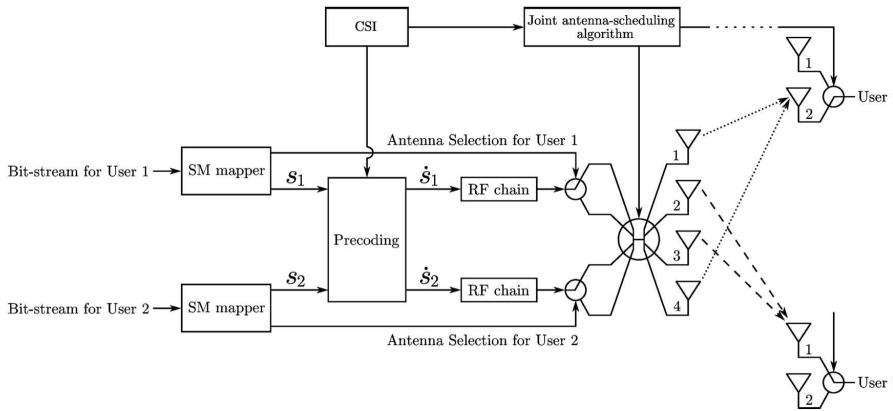 CSI
Joint antenna-scheduling
algorithm
1
2
User
Antenna Selection for User 1
Bit-stream for User 1
SM mapper
s1
ṡ1
RF chain
Precoding
1
2
3
4
s2
ṡ2
RF chain
Bit-stream for User 2
SM mapper
Antenna Selection for User 2
1
2
User